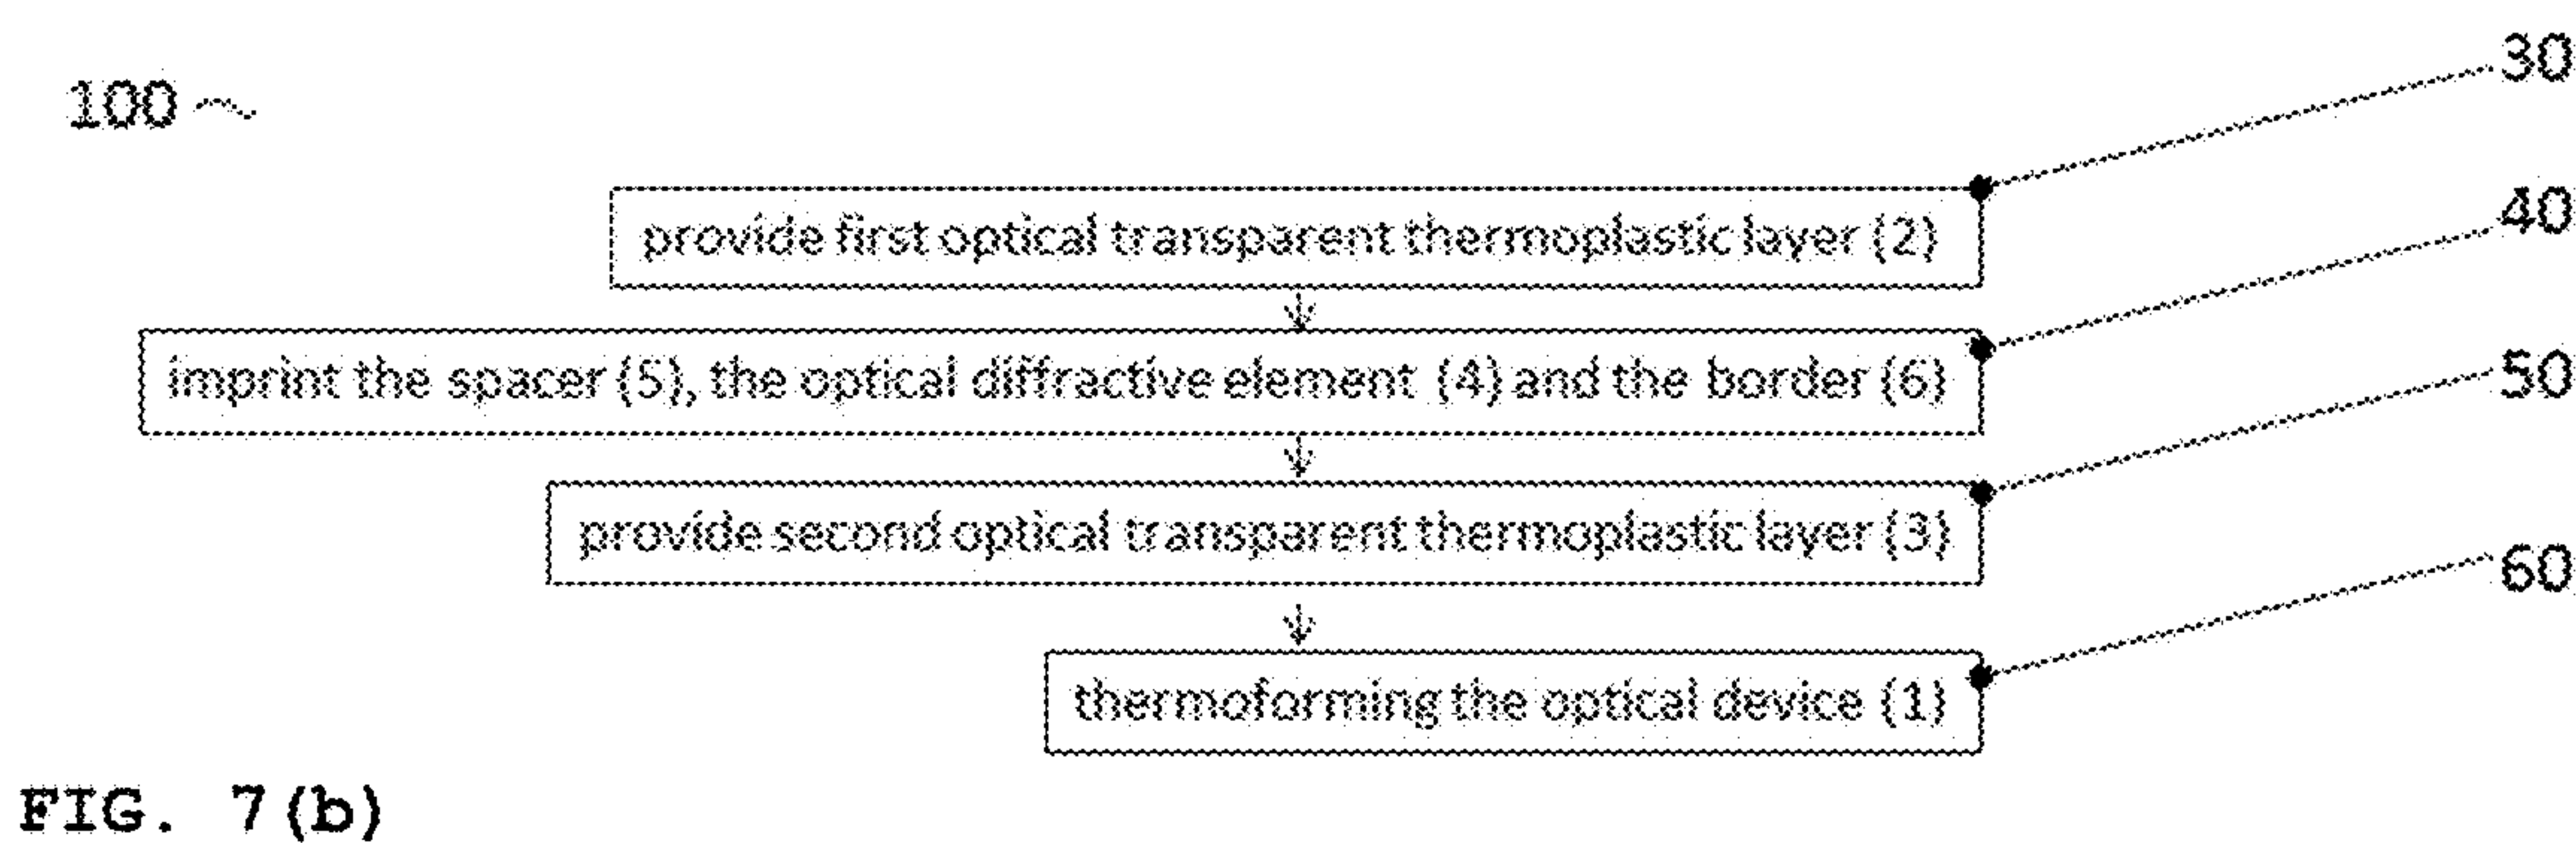 30
100
provide first optical transparent thermoplastic layer (2)
40
imprint the spacer (5), the optical diffractive element (4) and the border (6)
50
provide second optical transparent thermoplastic layer (3)
60
thermoforming the optical device (1)
FIG. 7(b)